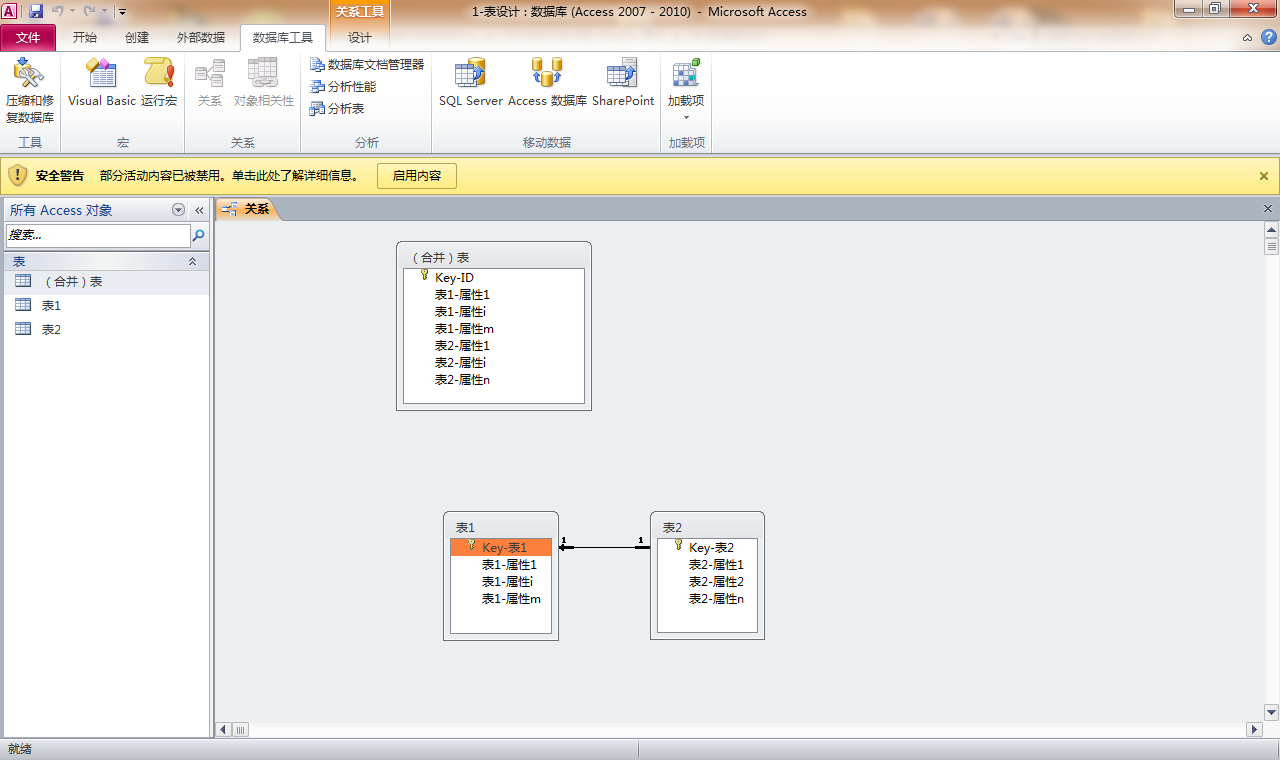 关系工具
1-表设计 : 数据库 (Access 2007 - 2010) - Microsoft Access
文件 开始 创建 外部数据 数据库工具 设计
压缩和修
复数据库
Visual Basic 运行宏
关系 对象相关性
数据库文档管理器
分析性能
分析表
SQL Server Access 数据库 SharePoint
加载项
工具 宏 关系 分析 移动数据 加载项
安全警告 部分活动内容已被禁用。单击此处了解详细信息。 启用内容
所有 Access 对象
搜索...
表
（合并）表
表1
表2
关系
（合并）表
Key-ID
表1-属性1
表1-属性i
表1-属性m
表2-属性1
表2-属性i
表2-属性n
表1
Key-表1
表1-属性1
表1-属性i
表1-属性m
1 1
表2
Key-表2
表2-属性1
表2-属性2
表2-属性n
就绪